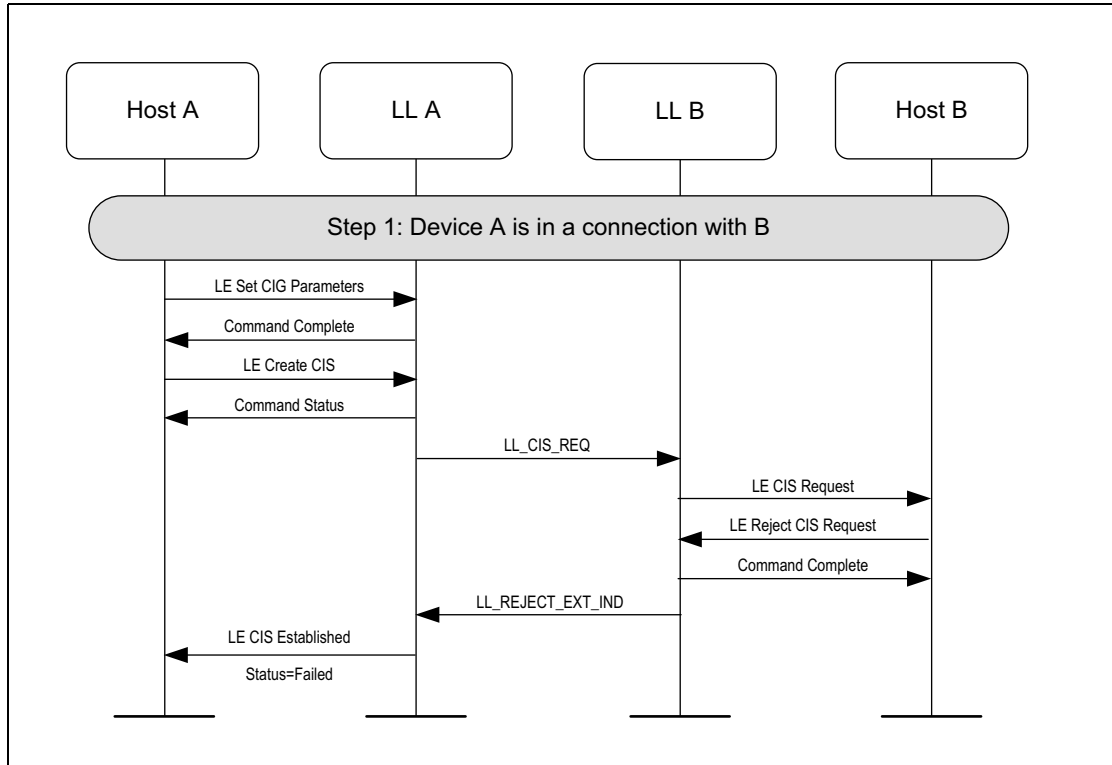 Host A
LL A
LL B
Host B
Step 1: Device A is in a connection with B
LE Set CIG Parameters
Command Complete
LE Create CIS
Command Status
LL_CIS_REQ
LE CIS Request
LE Reject CIS Request
Command Complete
LL_REJECT_EXT_IND
LE CIS Established
Status=Failed